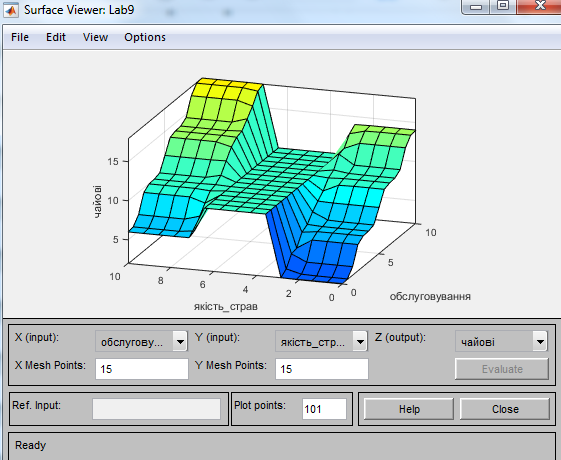 Surface Viewer: Lab9
File Edit View Options
чайові
15
10
5
10 8 6 4 2 0
0 5 10
якість_страв
обслуговування
X (input): обслугову... Y (input): якість_стр... Z (output): чайові
X Mesh Points: 15 Y Mesh Points: 15 Evaluate
Ref. Input: Plot points: 101 Help Close
Ready